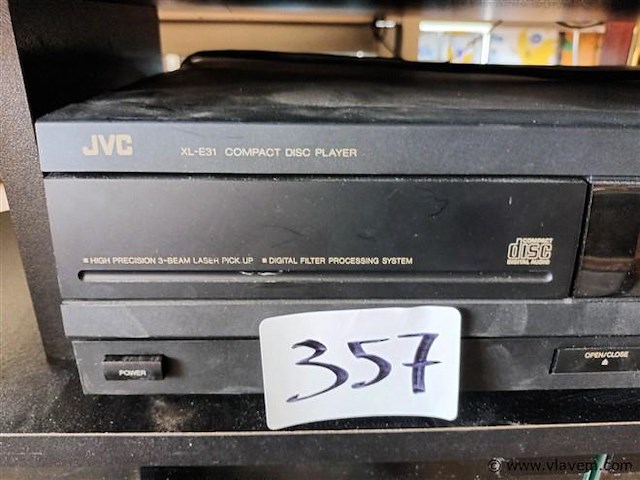 JVC XL-E31 COMPACT DISC PLAYER
HIGH PRECISION 3-BEAM LASER PICK UP DIGITAL FILTER PROCESSING SYSTEM
COMPACT
disc
DIGITAL AUDIO
357
POWER
OPEN/CLOSE
© www.vlavem.com